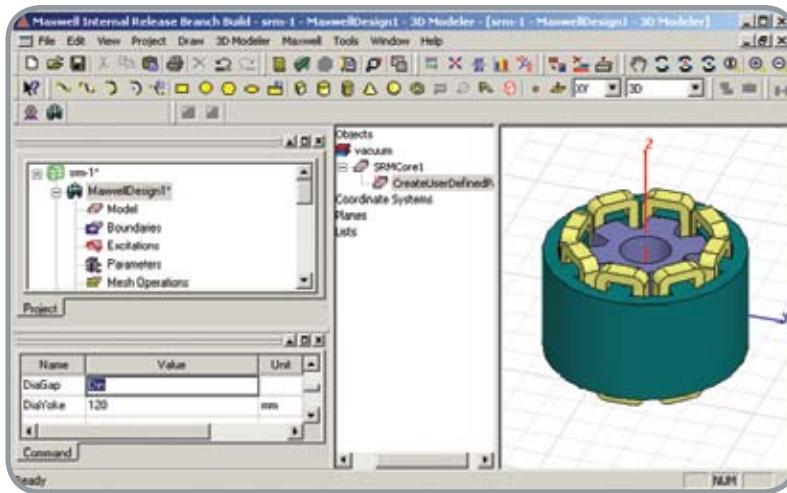 Maxwell Internal Release Branch Build - srm-1 - MaxwellDesign1 - 3D Modeler - [srm-1 - MaxwellDesign1 - 3D Modeler]
File Edit View Project Draw 3D Modeler Maxwell Tools Window Help
XY 3D
srm-1*
MaxwellDesign1*
Model
Boundaries
Excitations
Parameters
Mesh Operations
Project
Name Value Unit
DiaGap
DiaYoke 120 mm
Command
Objects
vacuum
SRMCore1
CreateUserDefinedP
Coordinate Systems
Planes
Lists
Z
Ready NUM